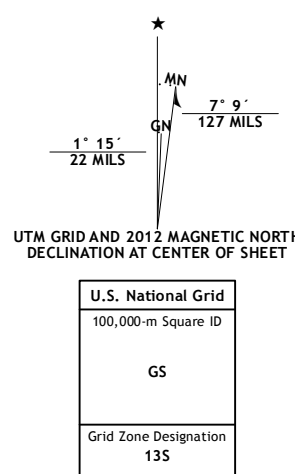 ★
MN
7° 9´
127 MILS
GN
1° 15´
22 MILS
UTM GRID AND 2012 MAGNETIC NORTH
DECLINATION AT CENTER OF SHEET
U.S. National Grid
100,000-m Square ID
GS
Grid Zone Designation
13S